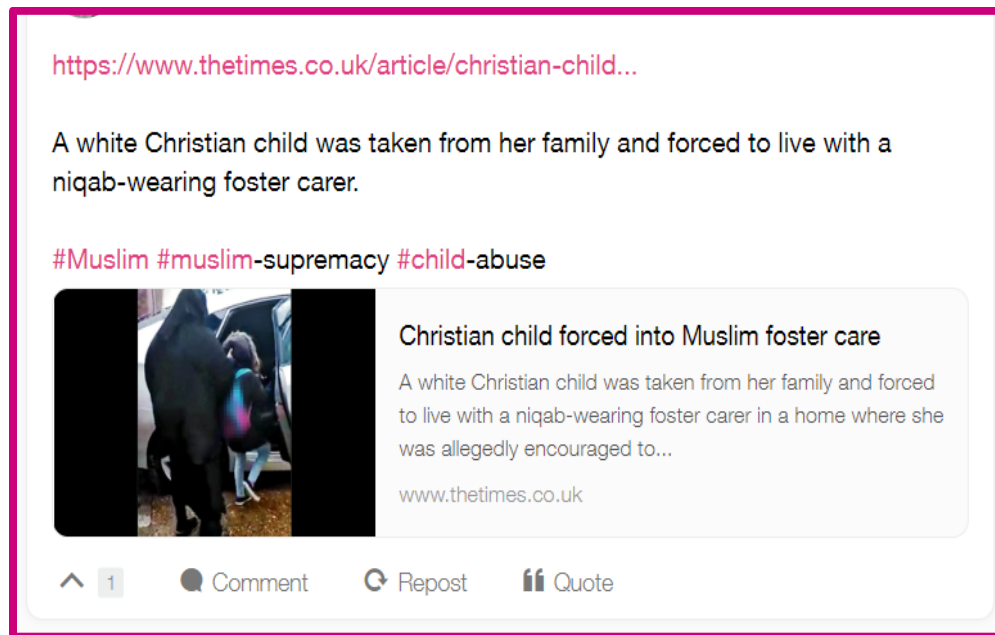 https://www.thetimes.co.uk/article/christian-child...
A white Christian child was taken from her family and forced to live with a
niqab-wearing foster carer.
#Muslim #muslim-supremacy #child-abuse
Christian child forced into Muslim foster care
A white Christian child was taken from her family and forced
to live with a niqab-wearing foster carer in a home where she
was allegedly encouraged to...
www.thetimes.co.uk
1 Comment Repost Quote